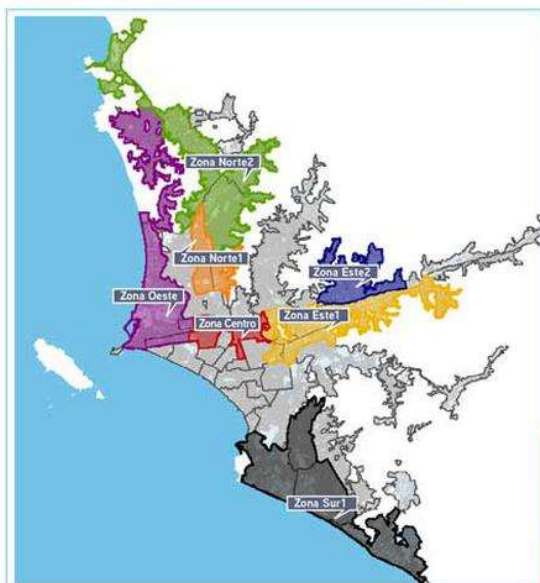 Zona Norte2
Zona Norte1
Zona Este2
Zona Oeste
Zona Centro
Zona Este1
Zona Sur1